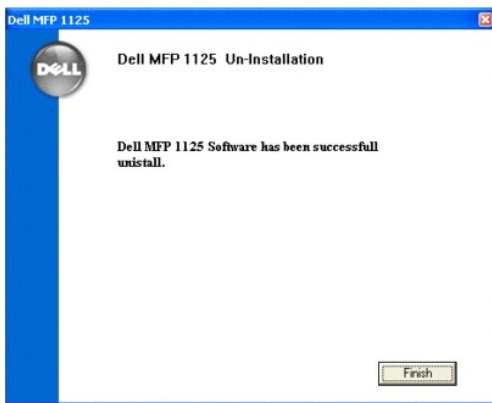 Dell MFP 1125
DELL
Dell MFP 1125 Un-Installation
Dell MFP 1125 Software has been successfull
unistall.
Finish